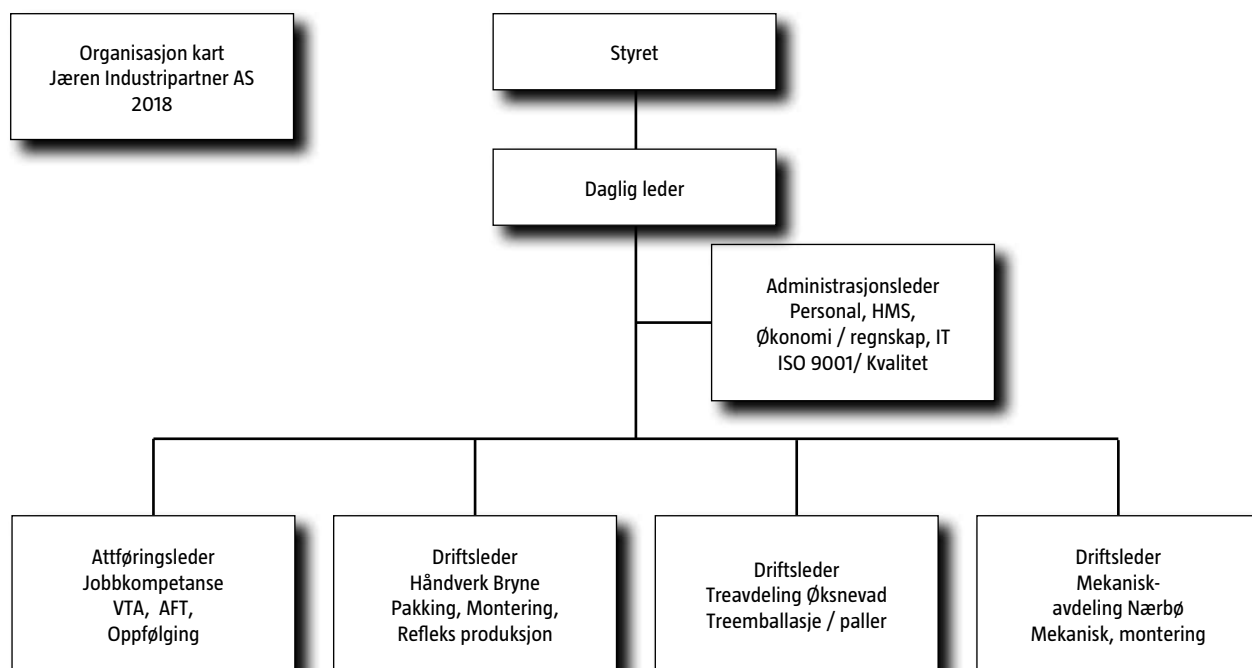 Organisasjon kart
Jæren Industripartner AS
2018
Styret
Daglig leder
Administrasjonsleder
Personal, HMS,
Økonomi / regnskap, IT
ISO 9001/ Kvalitet
Attføringsleder
Jobbkompetanse
VTA, AFT,
Oppfølging
Driftsleder
Håndverk Bryne
Pakking, Montering,
Refleks produksjon
Driftsleder
Treavdeling Øksnevad
Treemballasje / paller
Driftsleder
Mekanisk-
avdeling Nærbø
Mekanisk, montering